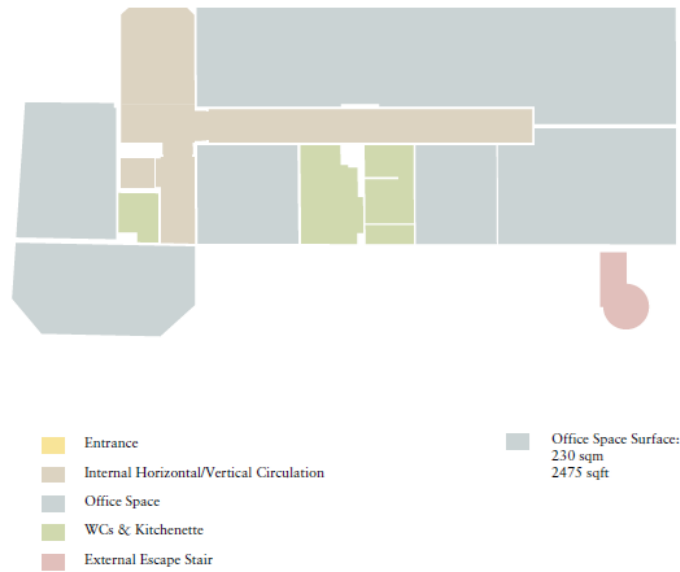 Entrance
Internal Horizontal/Vertical Circulation
Office Space
WCs & Kitchenette
External Escape Stair
Office Space Surface:
230 sqm
2475 sqft